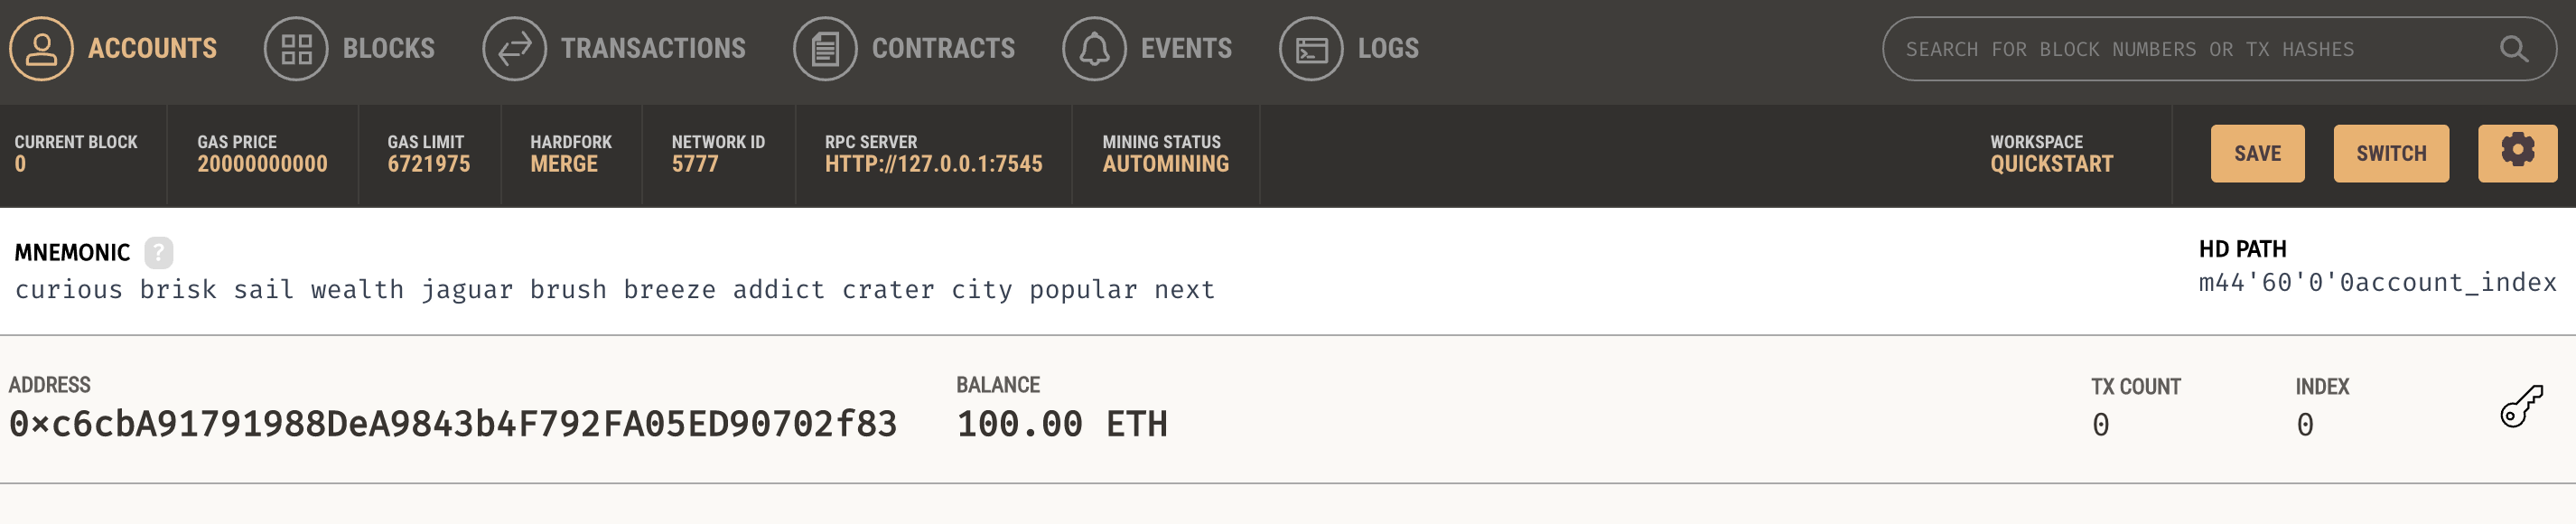 ACCOUNTS BLOCKS TRANSACTIONS CONTRACTS EVENTS LOGS SEARCH FOR BLOCK NUMBERS OR TX HASHES
CURRENT BLOCK GAS PRICE GAS LIMIT HARDFORK NETWORK ID RPC SERVER MINING STATUS WORKSPACE
0 20000000000 6721975 MERGE 5777 HTTP://127.0.0.1:7545 AUTOMINING QUICKSTART SAVE SWITCH
MNEMONIC ? HD PATH
curious brisk sail wealth jaguar brush breeze addict crater city popular next m44'60'0'0account_index
ADDRESS BALANCE TX COUNT INDEX
0×c6cbA91791988DeA9843b4F792FA05ED90702f83 100.00 ETH 0 0